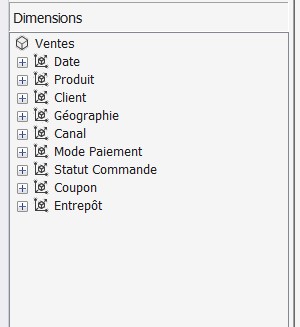 Dimensions
Ventes
Date
Produit
Client
Géographie
Canal
Mode Paiement
Statut Commande
Coupon
Entrepôt